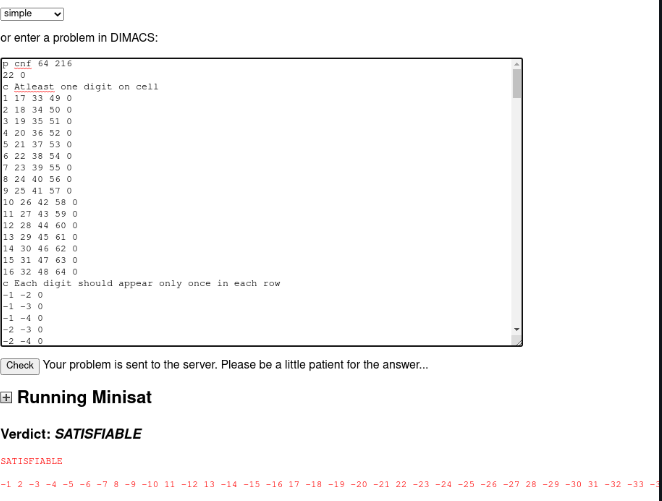 simple
or enter a problem in DIMACS:
p cnf 64 216
22 0
c Atleast one digit on cell
1 17 33 49 0
2 18 34 50 0
3 19 35 51 0
4 20 36 52 0
5 21 37 53 0
6 22 38 54 0
7 23 39 55 0
8 24 40 56 0
9 25 41 57 0
10 26 42 58 0
11 27 43 59 0
12 28 44 60 0
13 29 45 61 0
14 30 46 62 0
15 31 47 63 0
16 32 48 64 0
c Each digit should appear only once in each row
-1 -2 0
-1 -3 0
-1 -4 0
-2 -3 0
-2 -4 0
Check Your problem is sent to the server. Please be a little patient for the answer...
Running Minisat
Verdict: SATISFIABLE
SATISFIABLE
-1 2 -3 -4 -5 -6 -7 8 -9 -10 11 -12 13 -14 -15 -16 17 -18 -19 -20 -21 22 -23 -24 -25 -26 -27 28 -29 -30 31 -32 -33